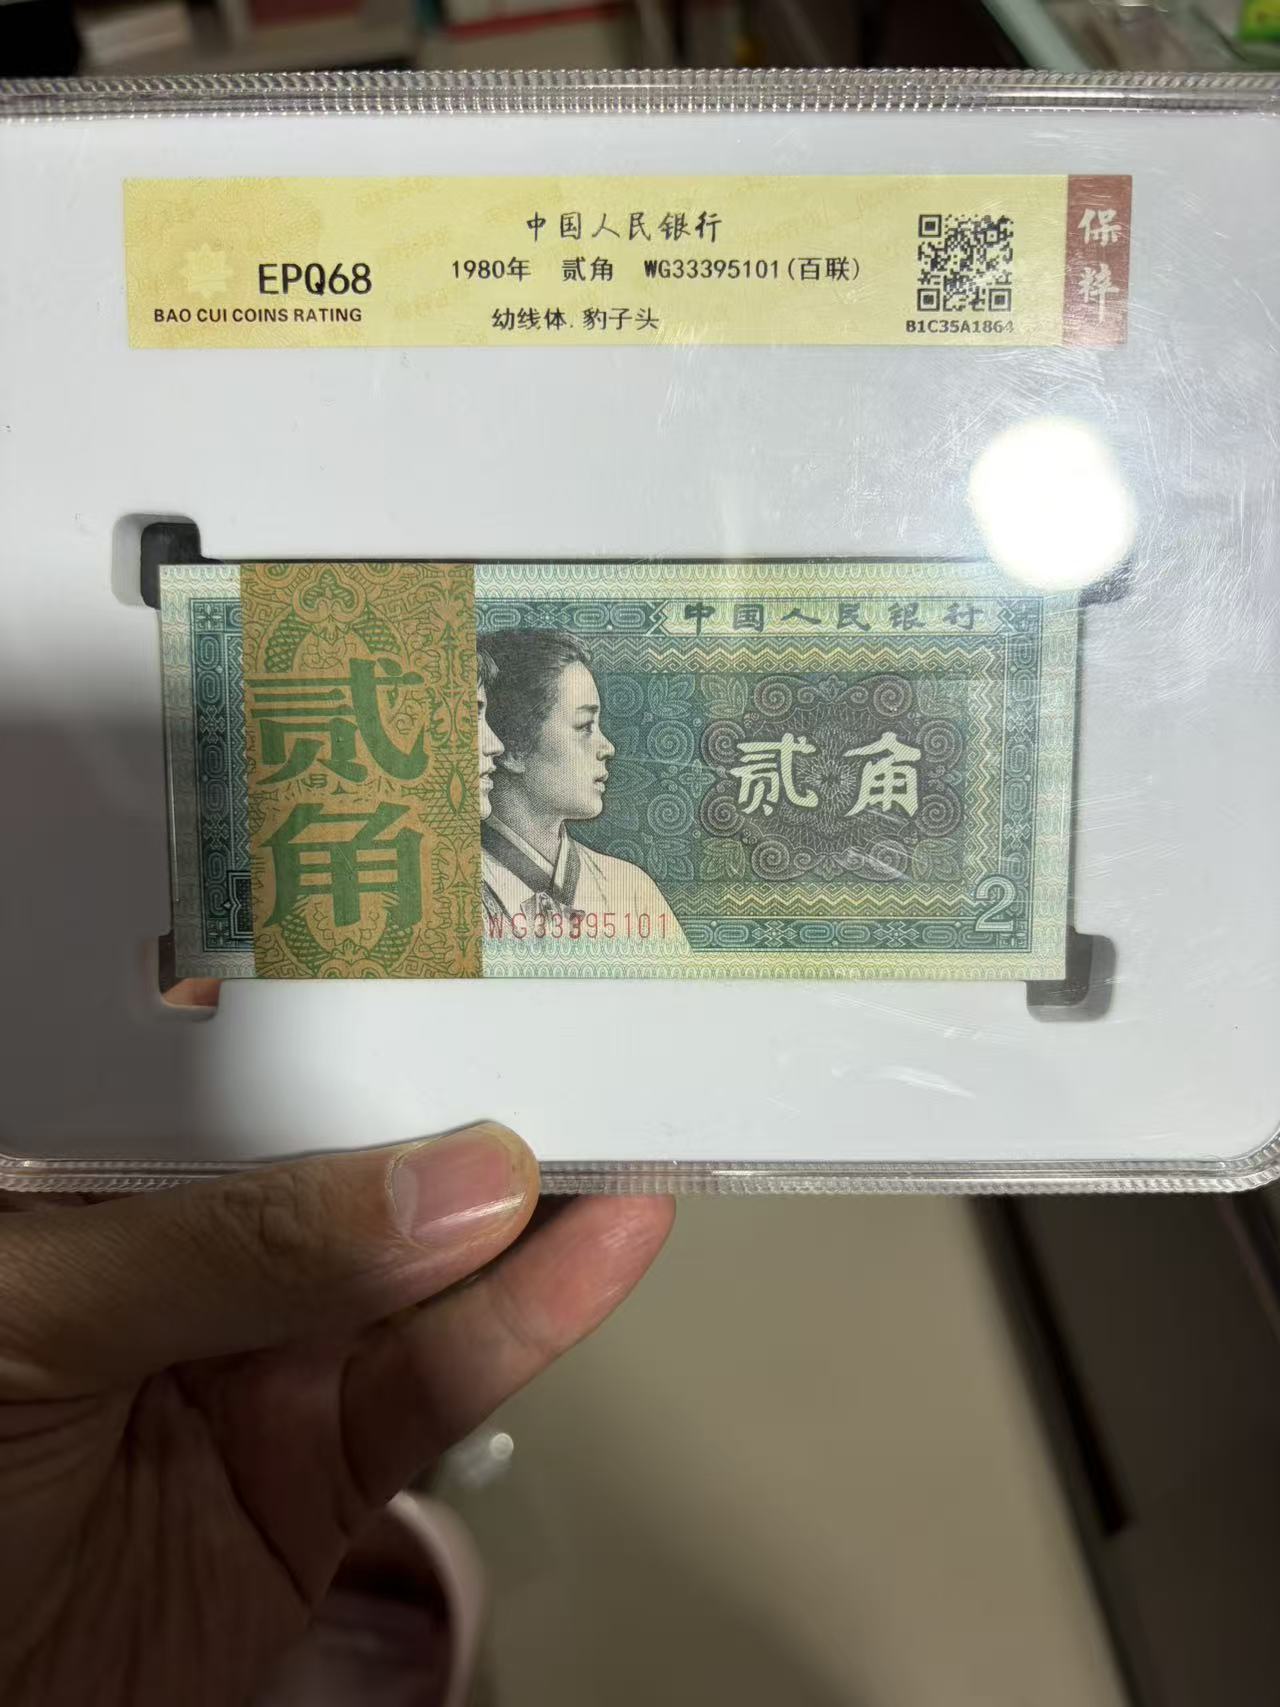 中国人民银行
EPQ68
1980年 贰角 WG33395101(百联)
BAO CUI COINS RATING
幼线体.豹子头
B1C35A1864
保粹
中国人民银行
贰角
贰角
WG33395101
2